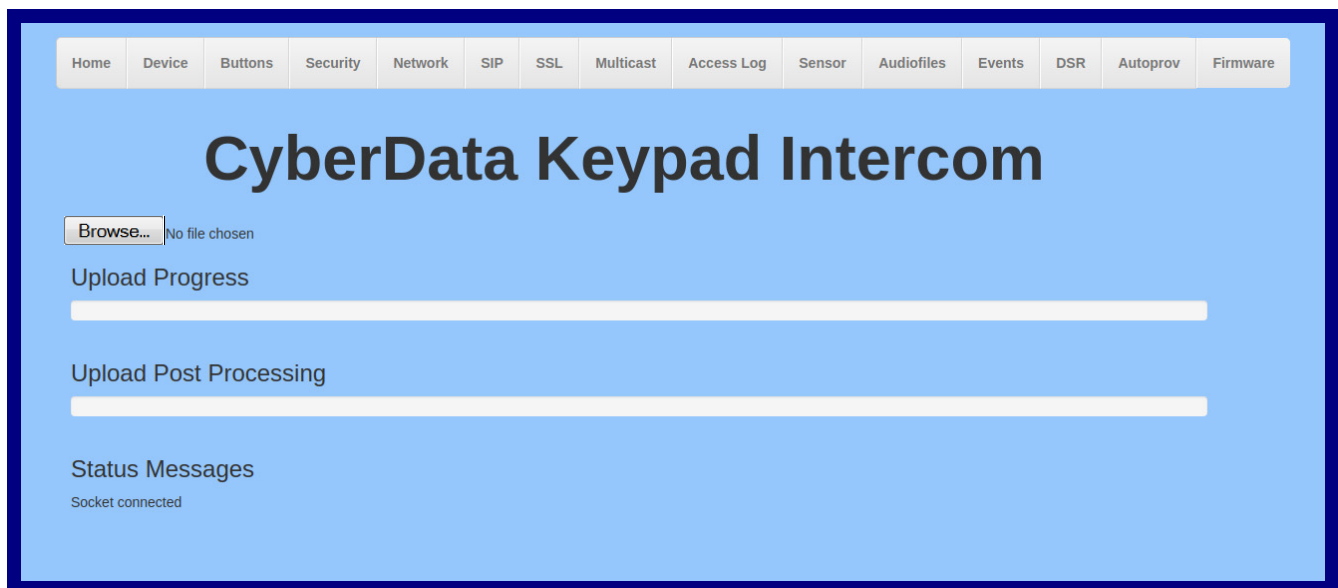 Home Device Buttons Security Network SIP SSL Multicast Access Log Sensor Audiofiles Events DSR Autoprov Firmware
CyberData Keypad Intercom
Browse... No file chosen
Upload Progress
Upload Post Processing
Status Messages
Socket connected